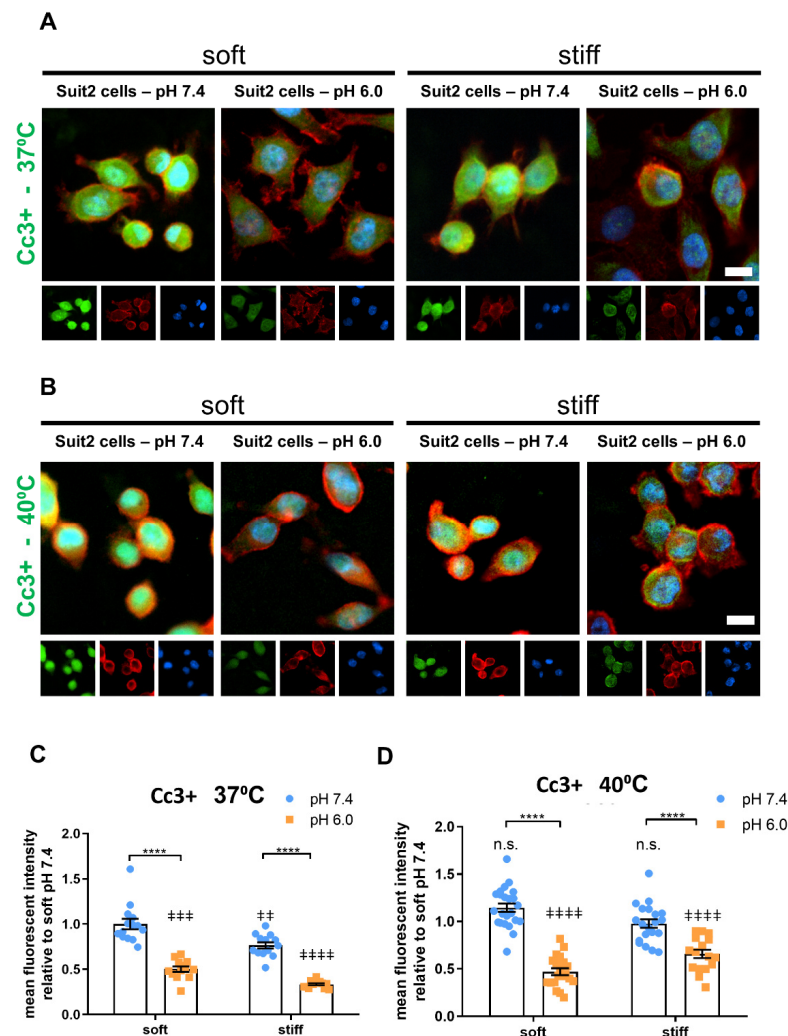 A
soft
stiff
Suit2 cells – pH 7.4
Suit2 cells – pH 6.0
Suit2 cells – pH 7.4
Suit2 cells – pH 6.0
Cc3+ - 37ºC
B
soft
stiff
Suit2 cells – pH 7.4
Suit2 cells – pH 6.0
Suit2 cells – pH 7.4
Suit2 cells – pH 6.0
Cc3+ - 40ºC
C
Cc3+ 37ºC
pH 7.4
pH 6.0
mean fluorescent intensity
relative to soft pH 7.4
2.0
1.5
1.0
0.5
0
****
‡‡‡
****
‡‡
‡‡‡‡
soft
stiff
D
Cc3+ 40ºC
pH 7.4
pH 6.0
mean fluorescent intensity
relative to soft pH 7.4
2.0
1.5
1.0
0.5
0
****
n.s.
‡‡‡‡
****
n.s.
‡‡‡‡
soft
stiff